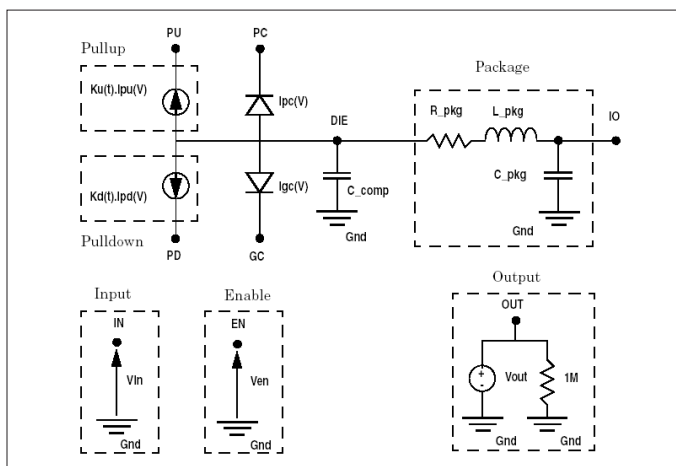 PU
PC
Pullup
Package
Ku(t).Ipu(V)
Ipc(V)
R_pkg
L_pkg
DIE
IO
Kd(t).Ipd(V)
Igc(V)
C_comp
C_pkg
Gnd
Gnd
Pulldown
PD
GC
Input
Enable
Output
IN
EN
OUT
Vin
Ven
+
-
Vout
1M
Gnd
Gnd
Gnd
Gnd